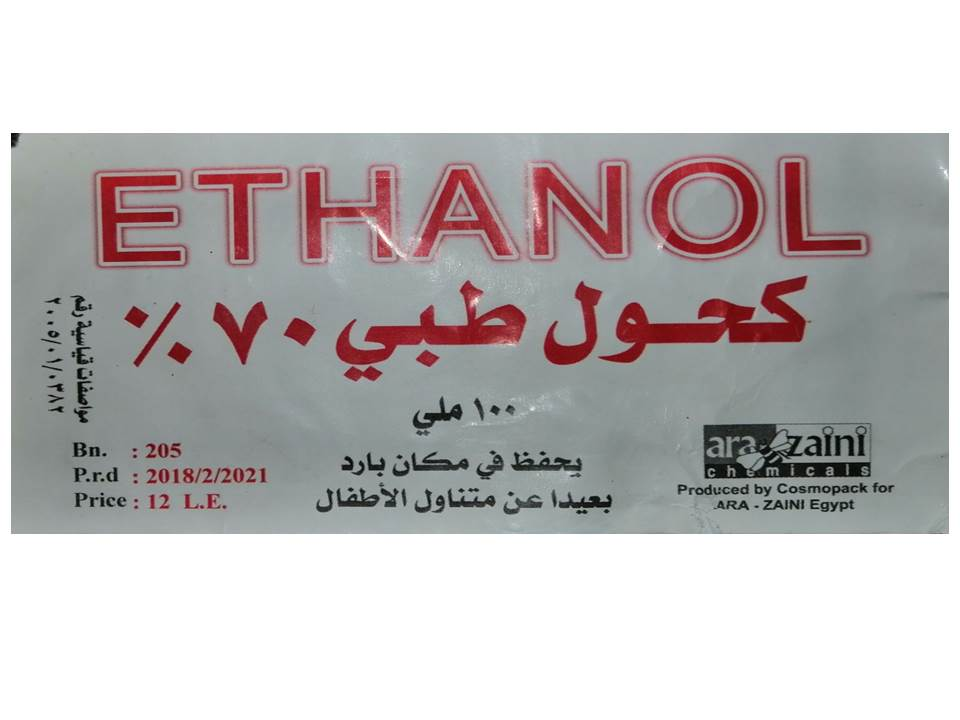 ETHANOL
كحول طبي ٧٠٪
١٠٠ ملي
مواصفات قياسية رقم
٢٠٠٥/٠١/٠٣٨٢
Bn. : 205
P.r.d : 2018/2/2021
Price : 12 L.E.
يحفظ في مكان بارد
بعيدا عن متناول الأطفال
ara zaini
chemicals
Produced by Cosmopack for
ARA - ZAINI Egypt